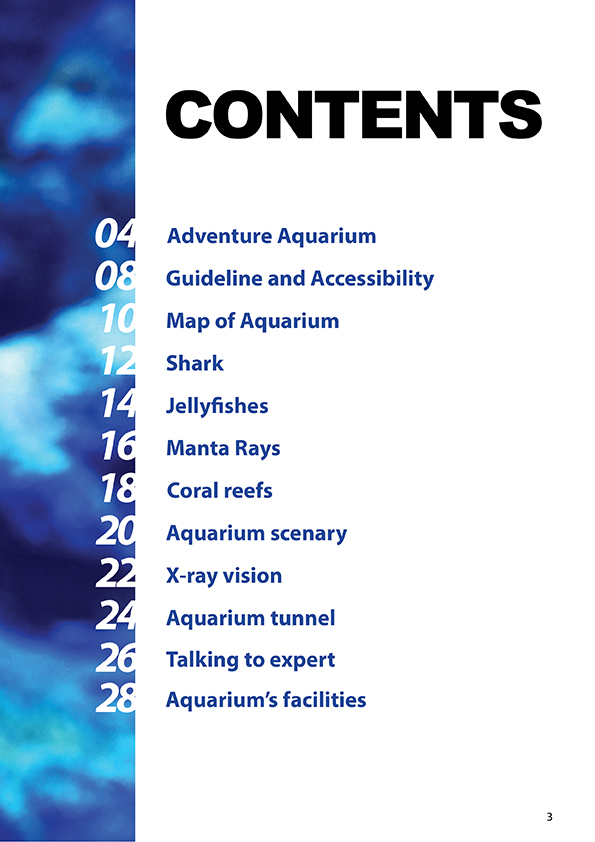 CONTENTS
04 Adventure Aquarium
08 Guideline and Accessibility
10 Map of Aquarium
12 Shark
14 Jellyfishes
16 Manta Rays
18 Coral reefs
20 Aquarium scenary
22 X-ray vision
24 Aquarium tunnel
26 Talking to expert
28 Aquarium’s facilities
3